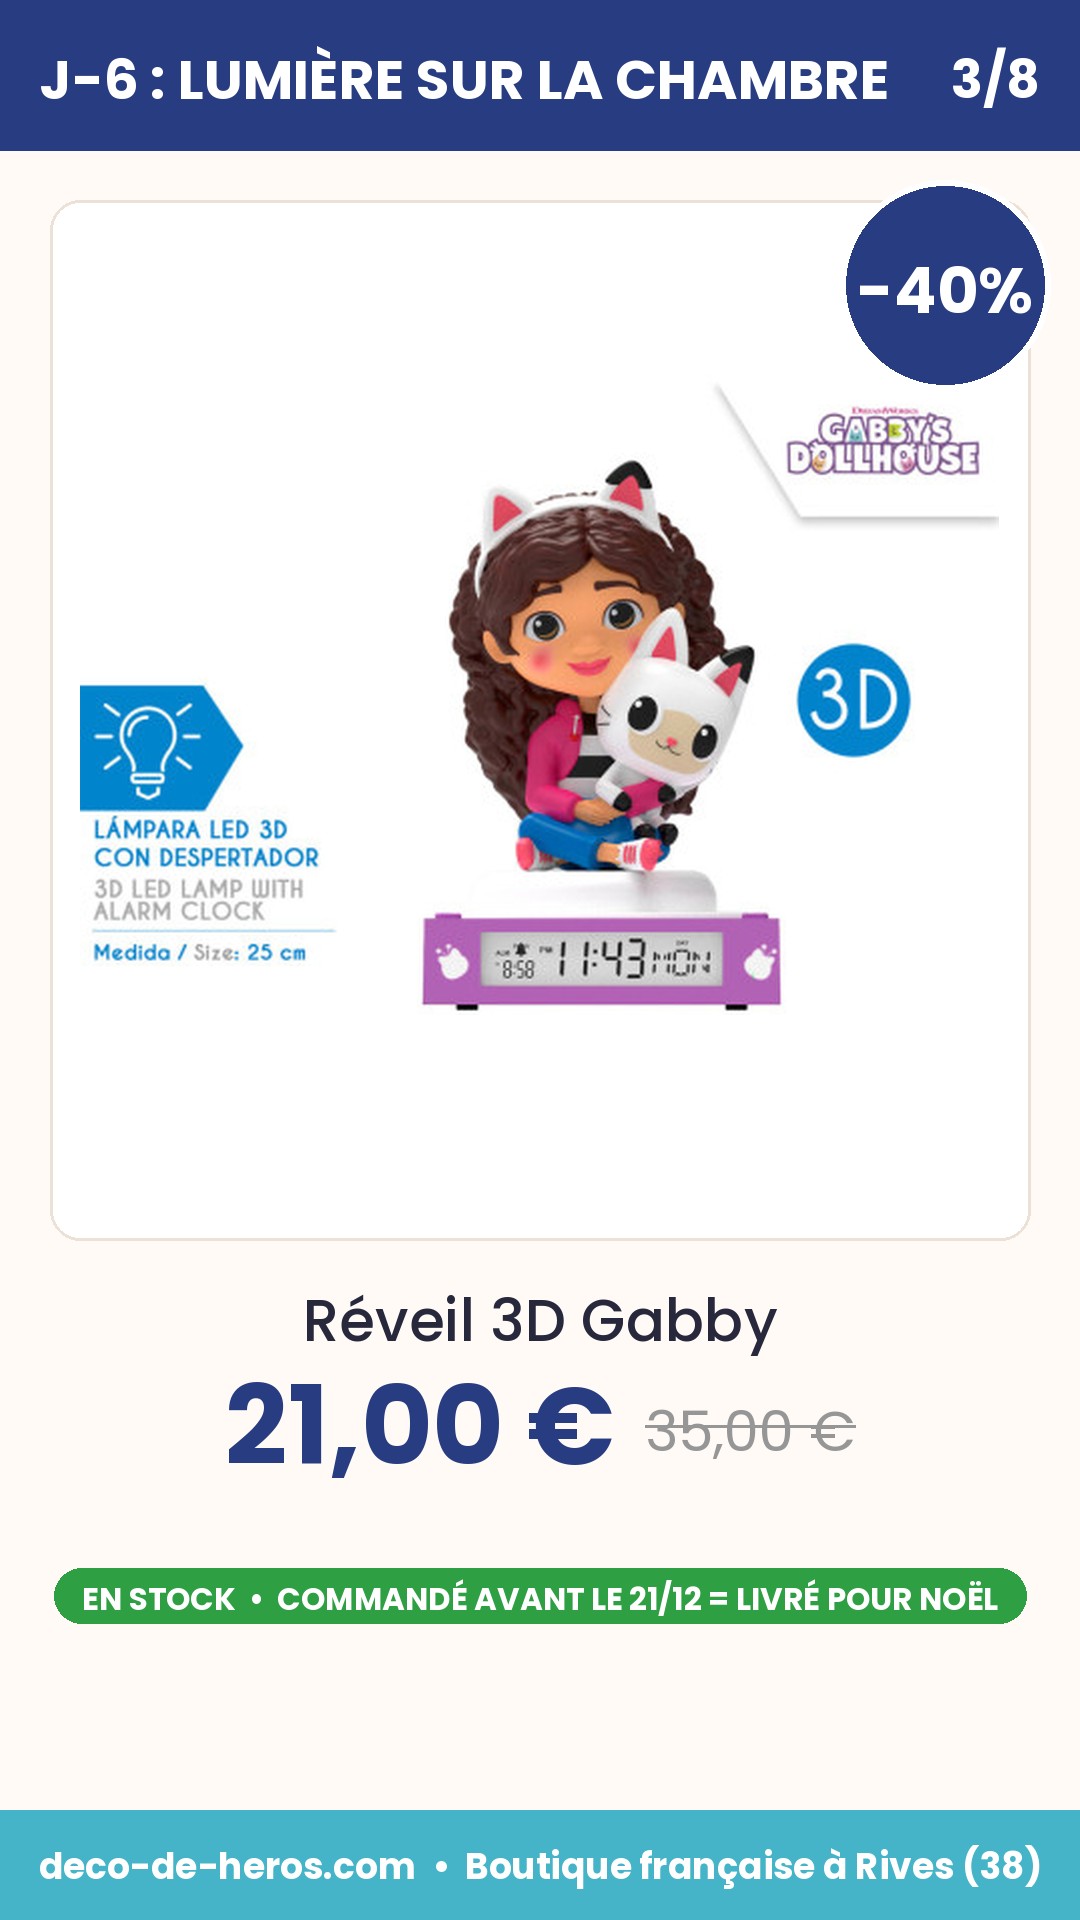 J-6 : LUMIÈRE SUR LA CHAMBRE 3/8
-40%
DreamWorks
GABBY'S
DOLLHOUSE
3D
LÁMPARA LED 3D
CON DESPERTADOR
3D LED LAMP WITH
ALARM CLOCK
Medida / Size: 25 cm
8:58 PM 11:43 MON
Réveil 3D Gabby
21,00 € 35,00 €
EN STOCK • COMMANDÉ AVANT LE 21/12 = LIVRÉ POUR NOËL
deco-de-heros.com • Boutique française à Rives (38)